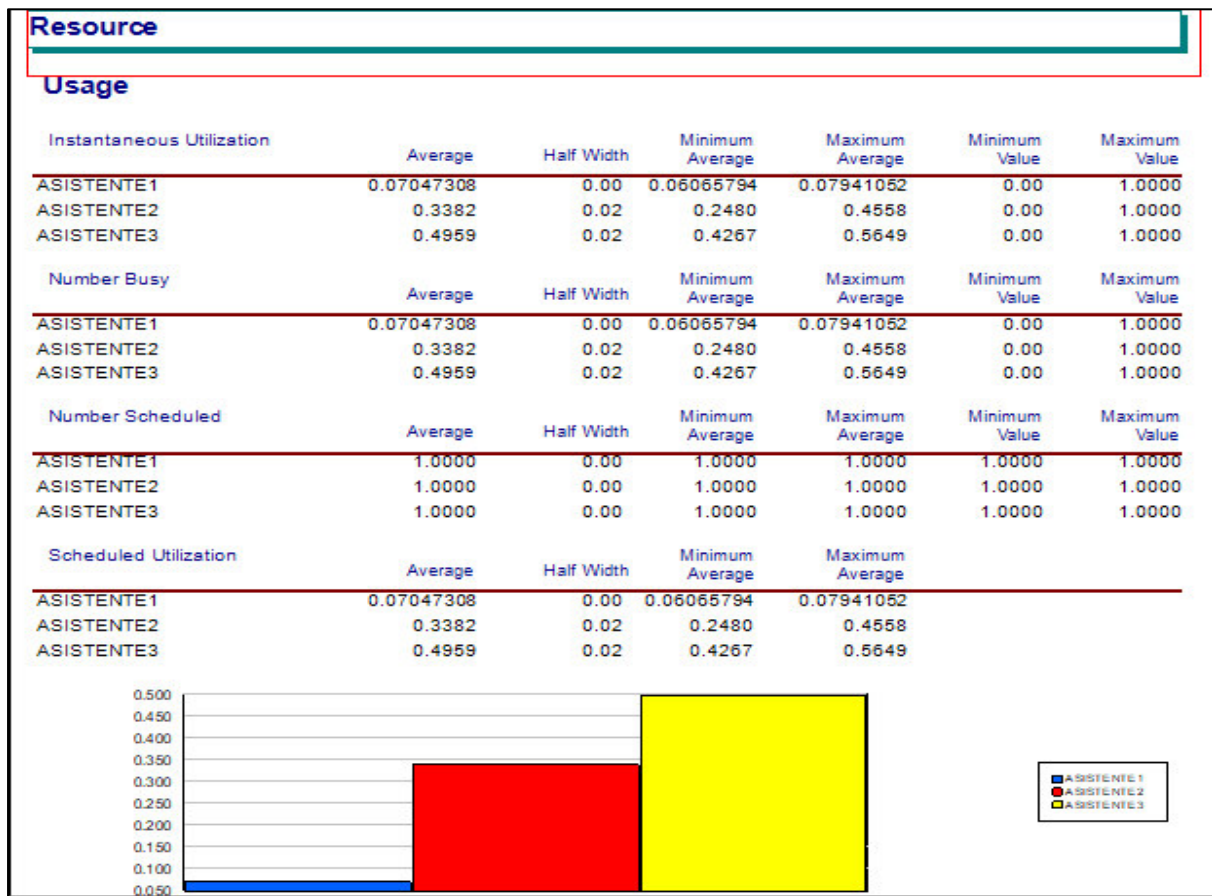 Resource
Usage
Instantaneous Utilization Average Half Width Minimum Average Maximum Average Minimum Value Maximum Value
ASISTENTE1 0.07047308 0.00 0.06065794 0.07941052 0.00 1.0000
ASISTENTE2 0.3382 0.02 0.2480 0.4558 0.00 1.0000
ASISTENTE3 0.4959 0.02 0.4267 0.5649 0.00 1.0000
Number Busy Average Half Width Minimum Average Maximum Average Minimum Value Maximum Value
ASISTENTE1 0.07047308 0.00 0.06065794 0.07941052 0.00 1.0000
ASISTENTE2 0.3382 0.02 0.2480 0.4558 0.00 1.0000
ASISTENTE3 0.4959 0.02 0.4267 0.5649 0.00 1.0000
Number Scheduled Average Half Width Minimum Average Maximum Average Minimum Value Maximum Value
ASISTENTE1 1.0000 0.00 1.0000 1.0000 1.0000 1.0000
ASISTENTE2 1.0000 0.00 1.0000 1.0000 1.0000 1.0000
ASISTENTE3 1.0000 0.00 1.0000 1.0000 1.0000 1.0000
Scheduled Utilization Average Half Width Minimum Average Maximum Average
ASISTENTE1 0.07047308 0.00 0.06065794 0.07941052
ASISTENTE2 0.3382 0.02 0.2480 0.4558
ASISTENTE3 0.4959 0.02 0.4267 0.5649
0.500
0.450
0.400
0.350
0.300
0.250
0.200
0.150
0.100
0.050
ASISTENTE1
ASISTENTE2
ASISTENTE3